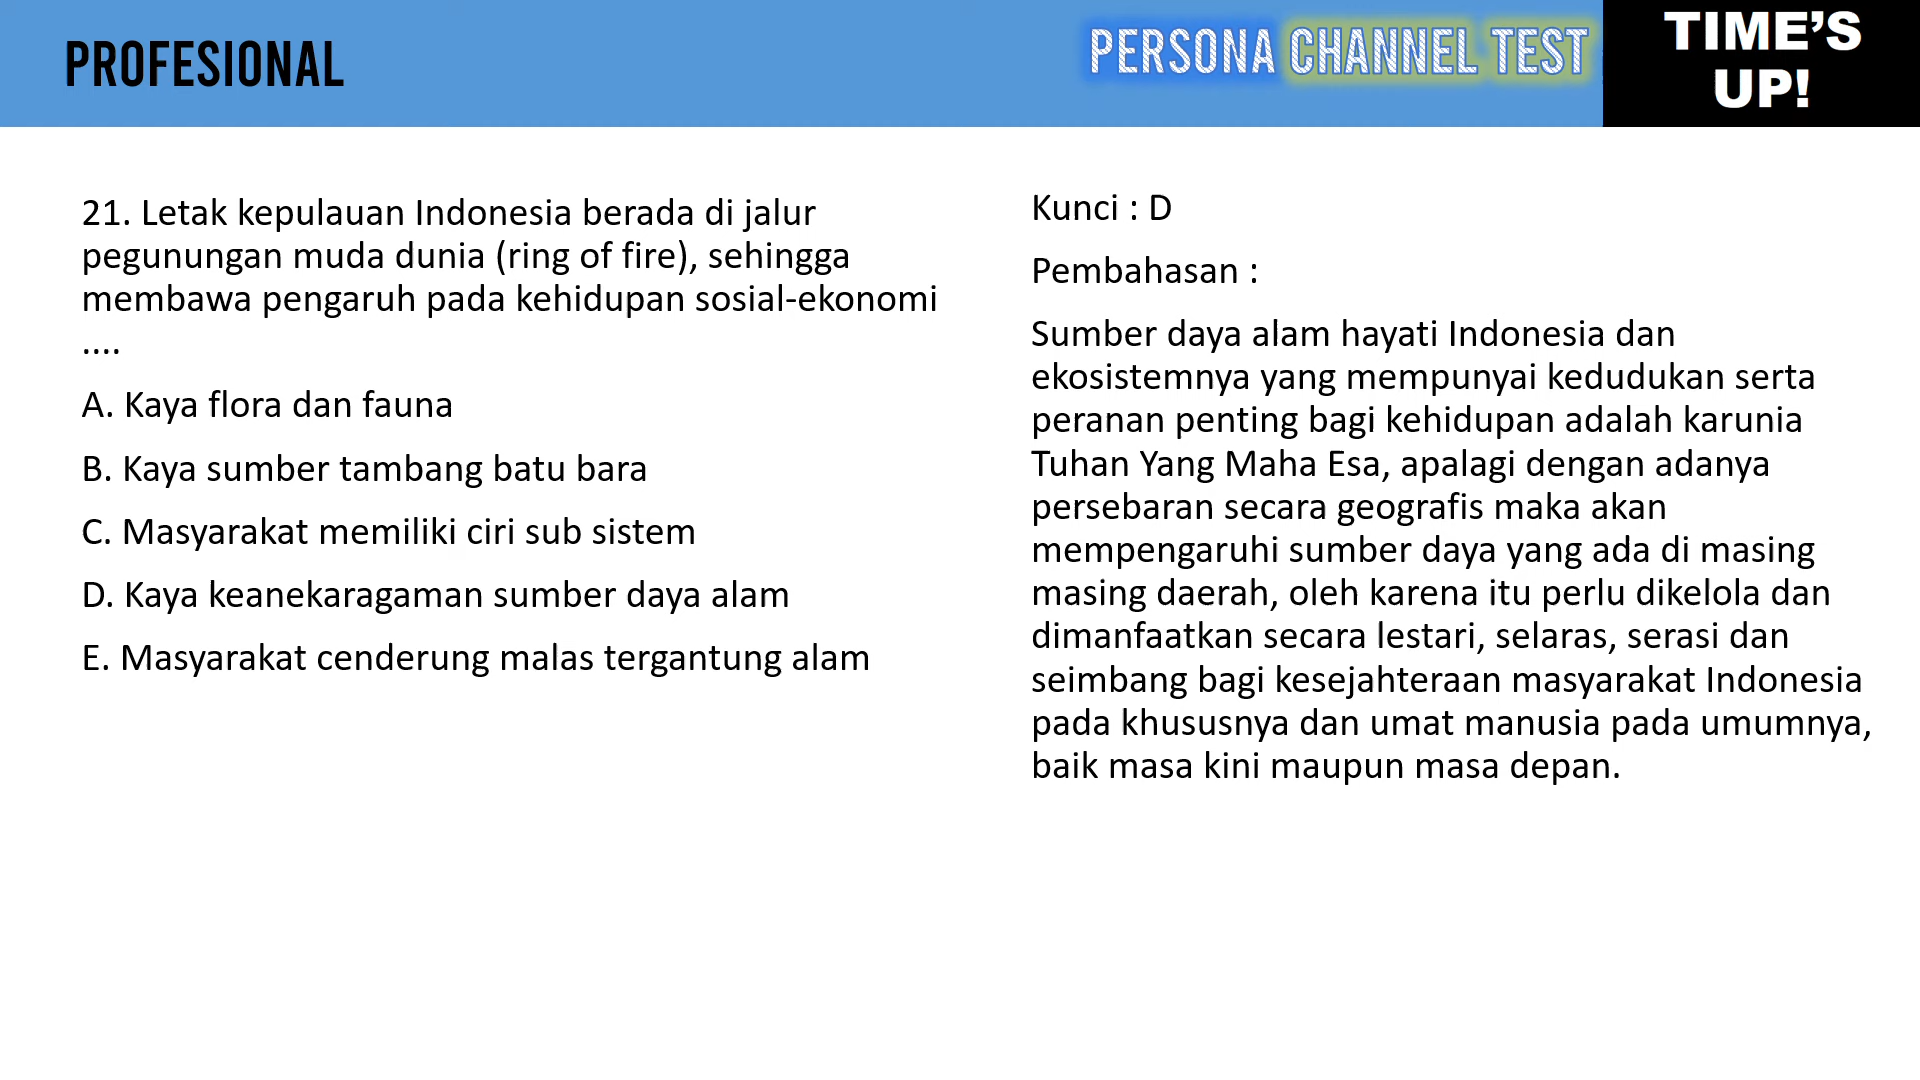 PROFESIONAL
PERSONA CHANNEL TEST
TIME'S
UP!
21. Letak kepulauan Indonesia berada di jalur
pegunungan muda dunia (ring of fire), sehingga
membawa pengaruh pada kehidupan sosial-ekonomi
....
A. Kaya flora dan fauna
B. Kaya sumber tambang batu bara
C. Masyarakat memiliki ciri sub sistem
D. Kaya keanekaragaman sumber daya alam
E. Masyarakat cenderung malas tergantung alam
Kunci : D
Pembahasan :
Sumber daya alam hayati Indonesia dan
ekosistemnya yang mempunyai kedudukan serta
peranan penting bagi kehidupan adalah karunia
Tuhan Yang Maha Esa, apalagi dengan adanya
persebaran secara geografis maka akan
mempengaruhi sumber daya yang ada di masing
masing daerah, oleh karena itu perlu dikelola dan
dimanfaatkan secara lestari, selaras, serasi dan
seimbang bagi kesejahteraan masyarakat Indonesia
pada khususnya dan umat manusia pada umumnya,
baik masa kini maupun masa depan.